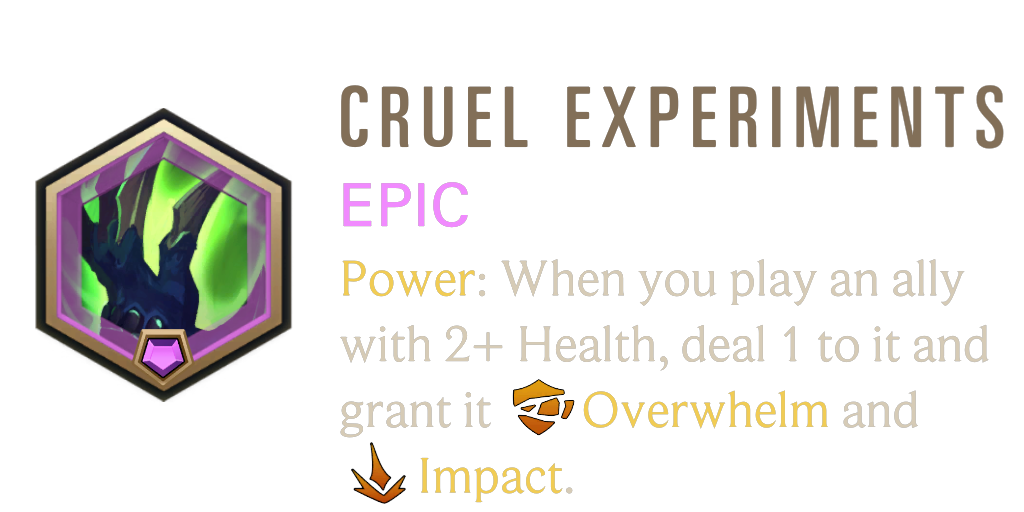 CRUEL EXPERIMENTS
EPIC
Power: When you play an ally
with 2+ Health, deal 1 to it and
grant it Overwhelm and
Impact.